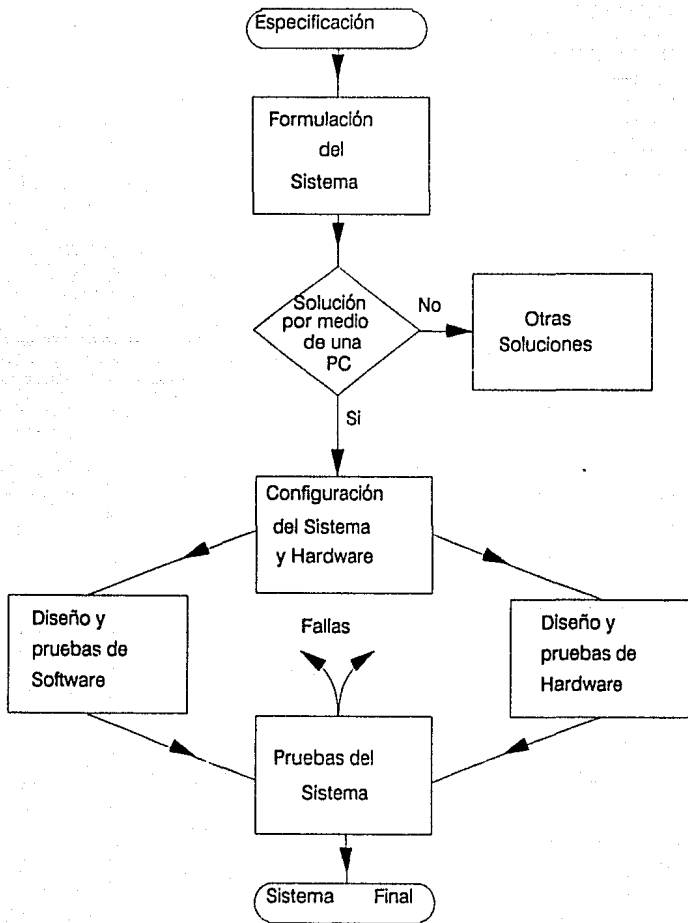 Especificación
Formulación
del
Sistema
Solución
por medio
de una
PC
No
Otras
Soluciones
Si
Configuración
del Sistema
y Hardware
Diseño y
pruebas de
Software
Fallas
Diseño y
pruebas de
Hardware
Pruebas del
Sistema
Sistema Final